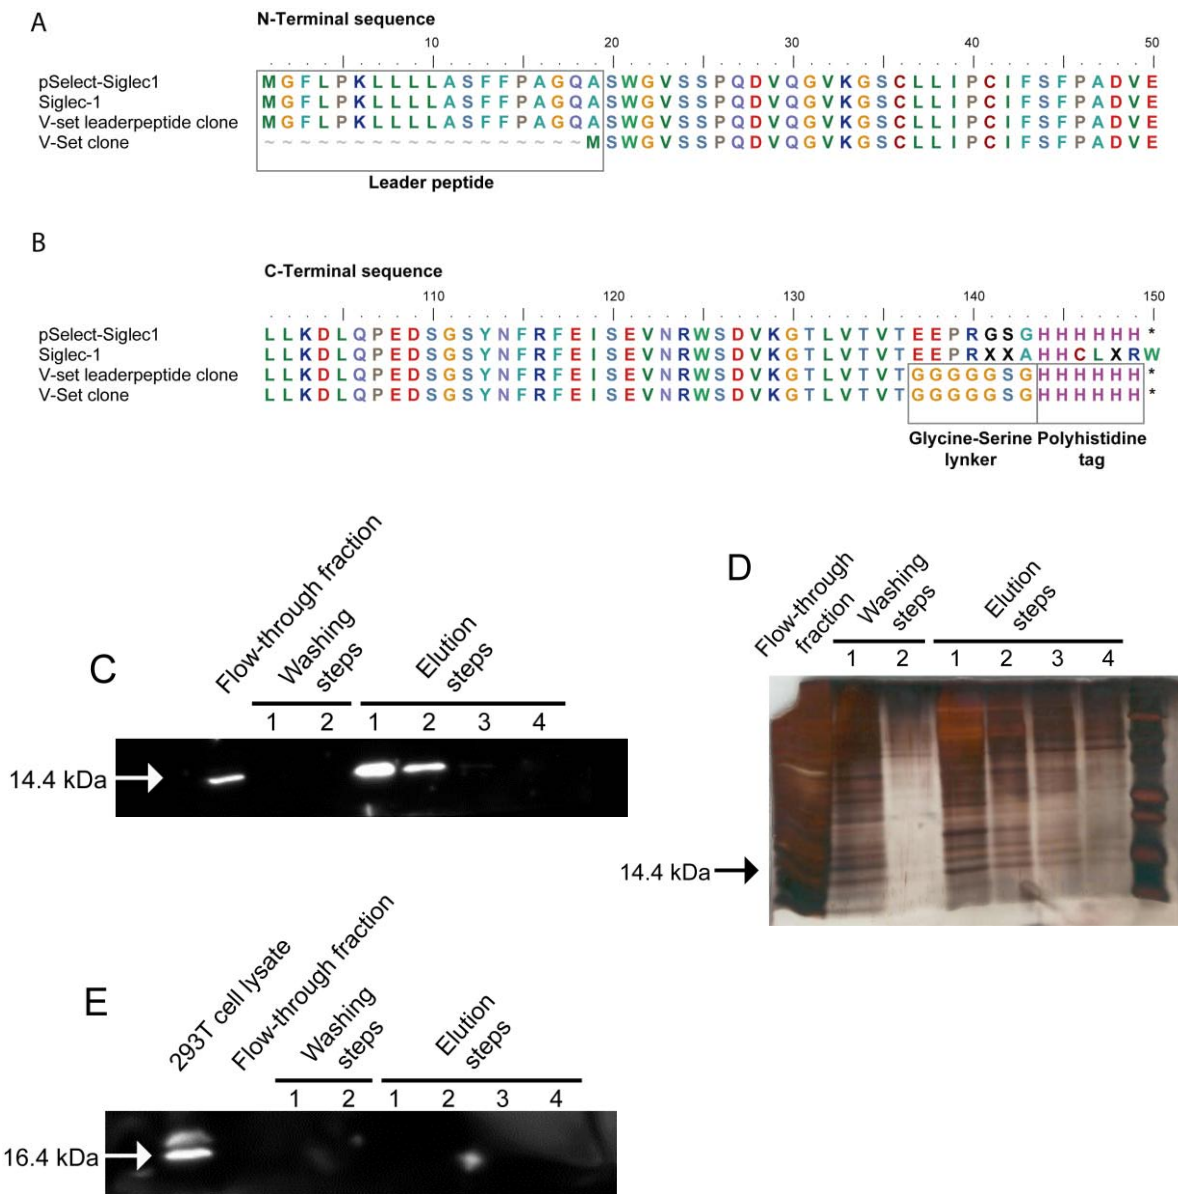 A
N-Terminal sequence
10 20 30 40 50
pSelect-Siglec1 MGFLPKLLLLASFFPAGQASWGVSSPQDVQGVKGSCLLIPCIFSFPADVE
Siglec-1 MGFLPKLLLLASFFPAGQASWGVSSPQDVQGVKGSCLLIPCIFSFPADVE
V-set leaderpeptide clone MGFLPKLLLLASFFPAGQASWGVSSPQDVQGVKGSCLLIPCIFSFPADVE
V-Set clone ~~~~~~~~~~~~~~~~~~MSWGVSSPQDVQGVKGSCLLIPCIFSFPADVE
Leader peptide
B
C-Terminal sequence
110 120 130 140 150
pSelect-Siglec1 LLKDLQPEDSGSYNFRFEISEVNRWSDVKGTLVTVTEEPRGSGHHHHHH*
Siglec-1 LLKDLQPEDSGSYNFRFEISEVNRWSDVKGTLVTVTEEPRXXAHHCLXRW
V-set leaderpeptide clone LLKDLQPEDSGSYNFRFEISEVNRWSDVKGTLVTVTGGGGGSGHHHHHH*
V-Set clone LLKDLQPEDSGSYNFRFEISEVNRWSDVKGTLVTVTGGGGGSGHHHHHH*
Glycine-Serine Polyhistidine
lynker tag
C
Flow-through fraction
Washing
steps
Elution
steps
1 2 1 2 3 4
14.4 kDa
D
Flow-through
fraction
Washing
steps
Elution
steps
1 2 1 2 3 4
14.4 kDa
E
293T cell lysate
Flow-through fraction
Washing
steps
Elution
steps
1 2 1 2 3 4
16.4 kDa